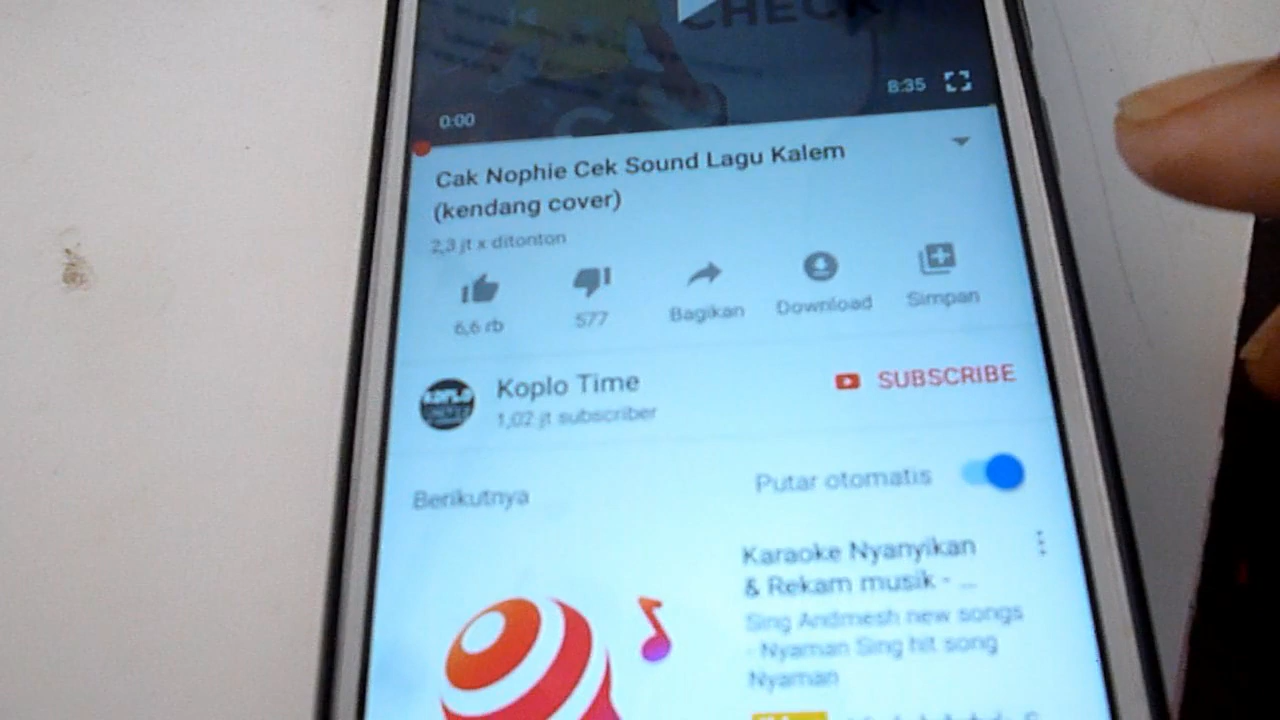 CHECK
0:00
8:35
Cak Nophie Cek Sound Lagu Kalem
(kendang cover)
2,3 jt x ditonton
6,6 rb
577
Bagikan
Download
Simpan
Koplo Time
1,02 jt subscriber
SUBSCRIBE
Berikutnya
Putar otomatis
Karaoke Nyanyikan
& Rekam musik - ...
Sing Andmesh new songs
- Nyaman Sing hit song
Nyaman